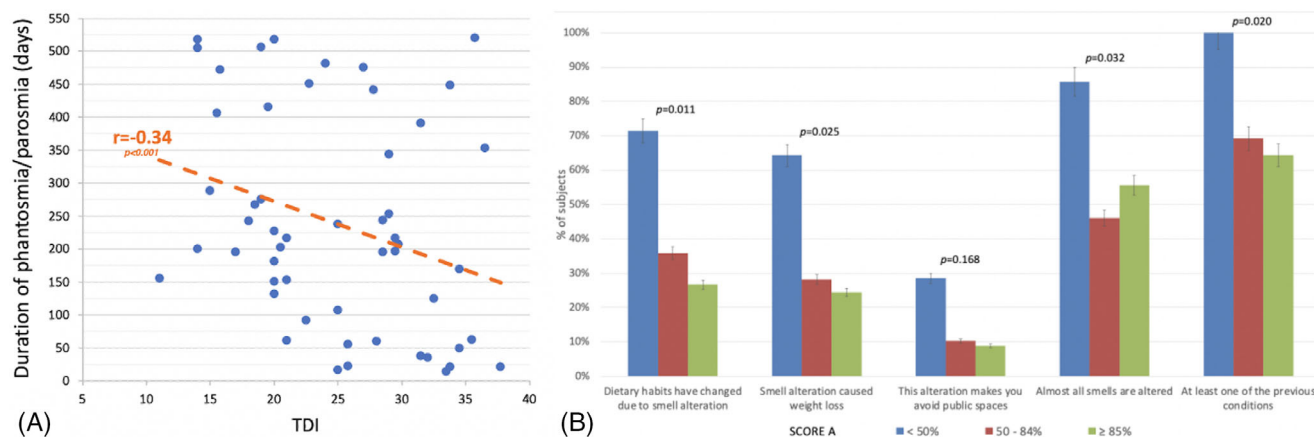 (A)
Duration of phantosmia/parosmia (days)
550
500
450
400
350
300
250
200
150
100
50
0
r=-0.34
p<0.001
5
10
15
20
25
30
35
40
TDI
(B)
% of subjects
100%
90%
80%
70%
60%
50%
40%
30%
20%
10%
0%
p=0.011
p=0.025
p=0.168
p=0.032
p=0.020
Dietary habits have changed
due to smell alteration
Smell alteration caused
weight loss
This alteration makes you
avoid public spaces
Almost all smells are altered
At least one of the previous
conditions
SCORE A
< 50%
50 - 84%
≥ 85%